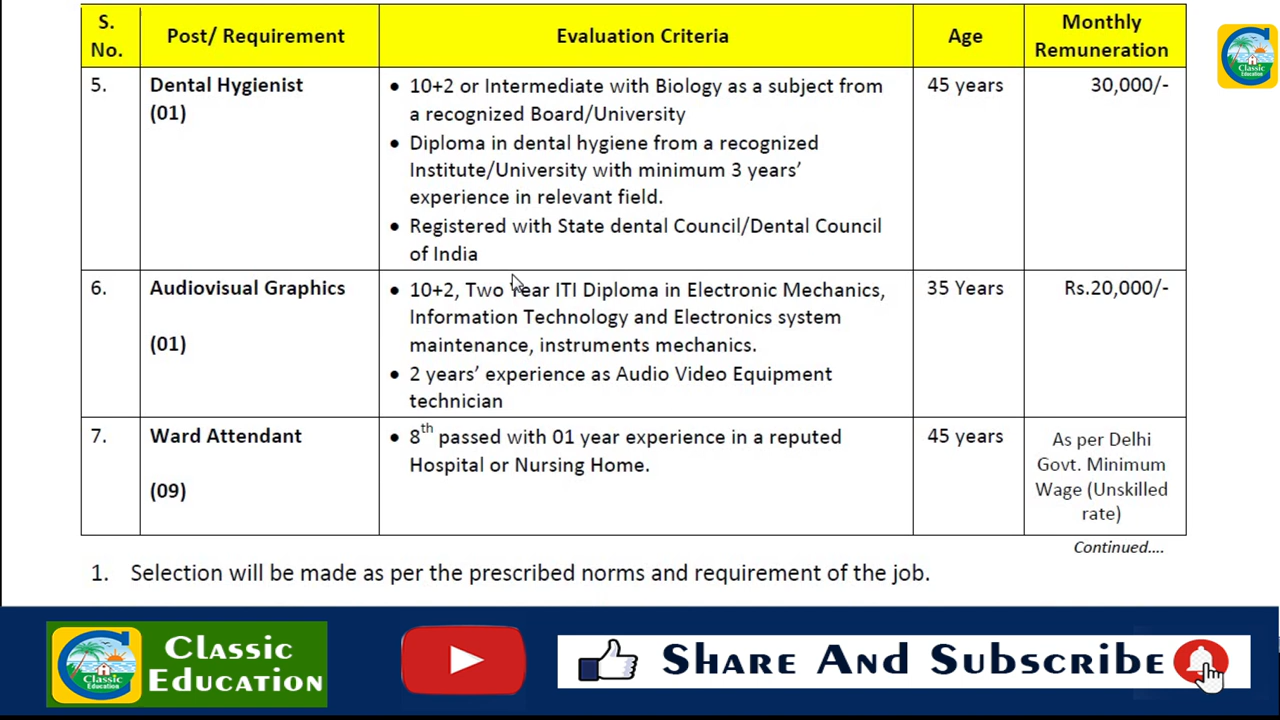 S. No.
Post/ Requirement
Evaluation Criteria
Age
Monthly Remuneration
5.
Dental Hygienist
(01)
• 10+2 or Intermediate with Biology as a subject from
a recognized Board/University
• Diploma in dental hygiene from a recognized
Institute/University with minimum 3 years’
experience in relevant field.
• Registered with State dental Council/Dental Council
of India
45 years
30,000/-
6.
Audiovisual Graphics
(01)
• 10+2, Two Year ITI Diploma in Electronic Mechanics,
Information Technology and Electronics system
maintenance, instruments mechanics.
• 2 years’ experience as Audio Video Equipment
technician
35 Years
Rs.20,000/-
7.
Ward Attendant
(09)
• 8th passed with 01 year experience in a reputed
Hospital or Nursing Home.
45 years
As per Delhi
Govt. Minimum
Wage (Unskilled
rate)
Continued....
1. Selection will be made as per the prescribed norms and requirement of the job.
Classic
Education
Classic
Education
Classic
Education
Share And Subscribe